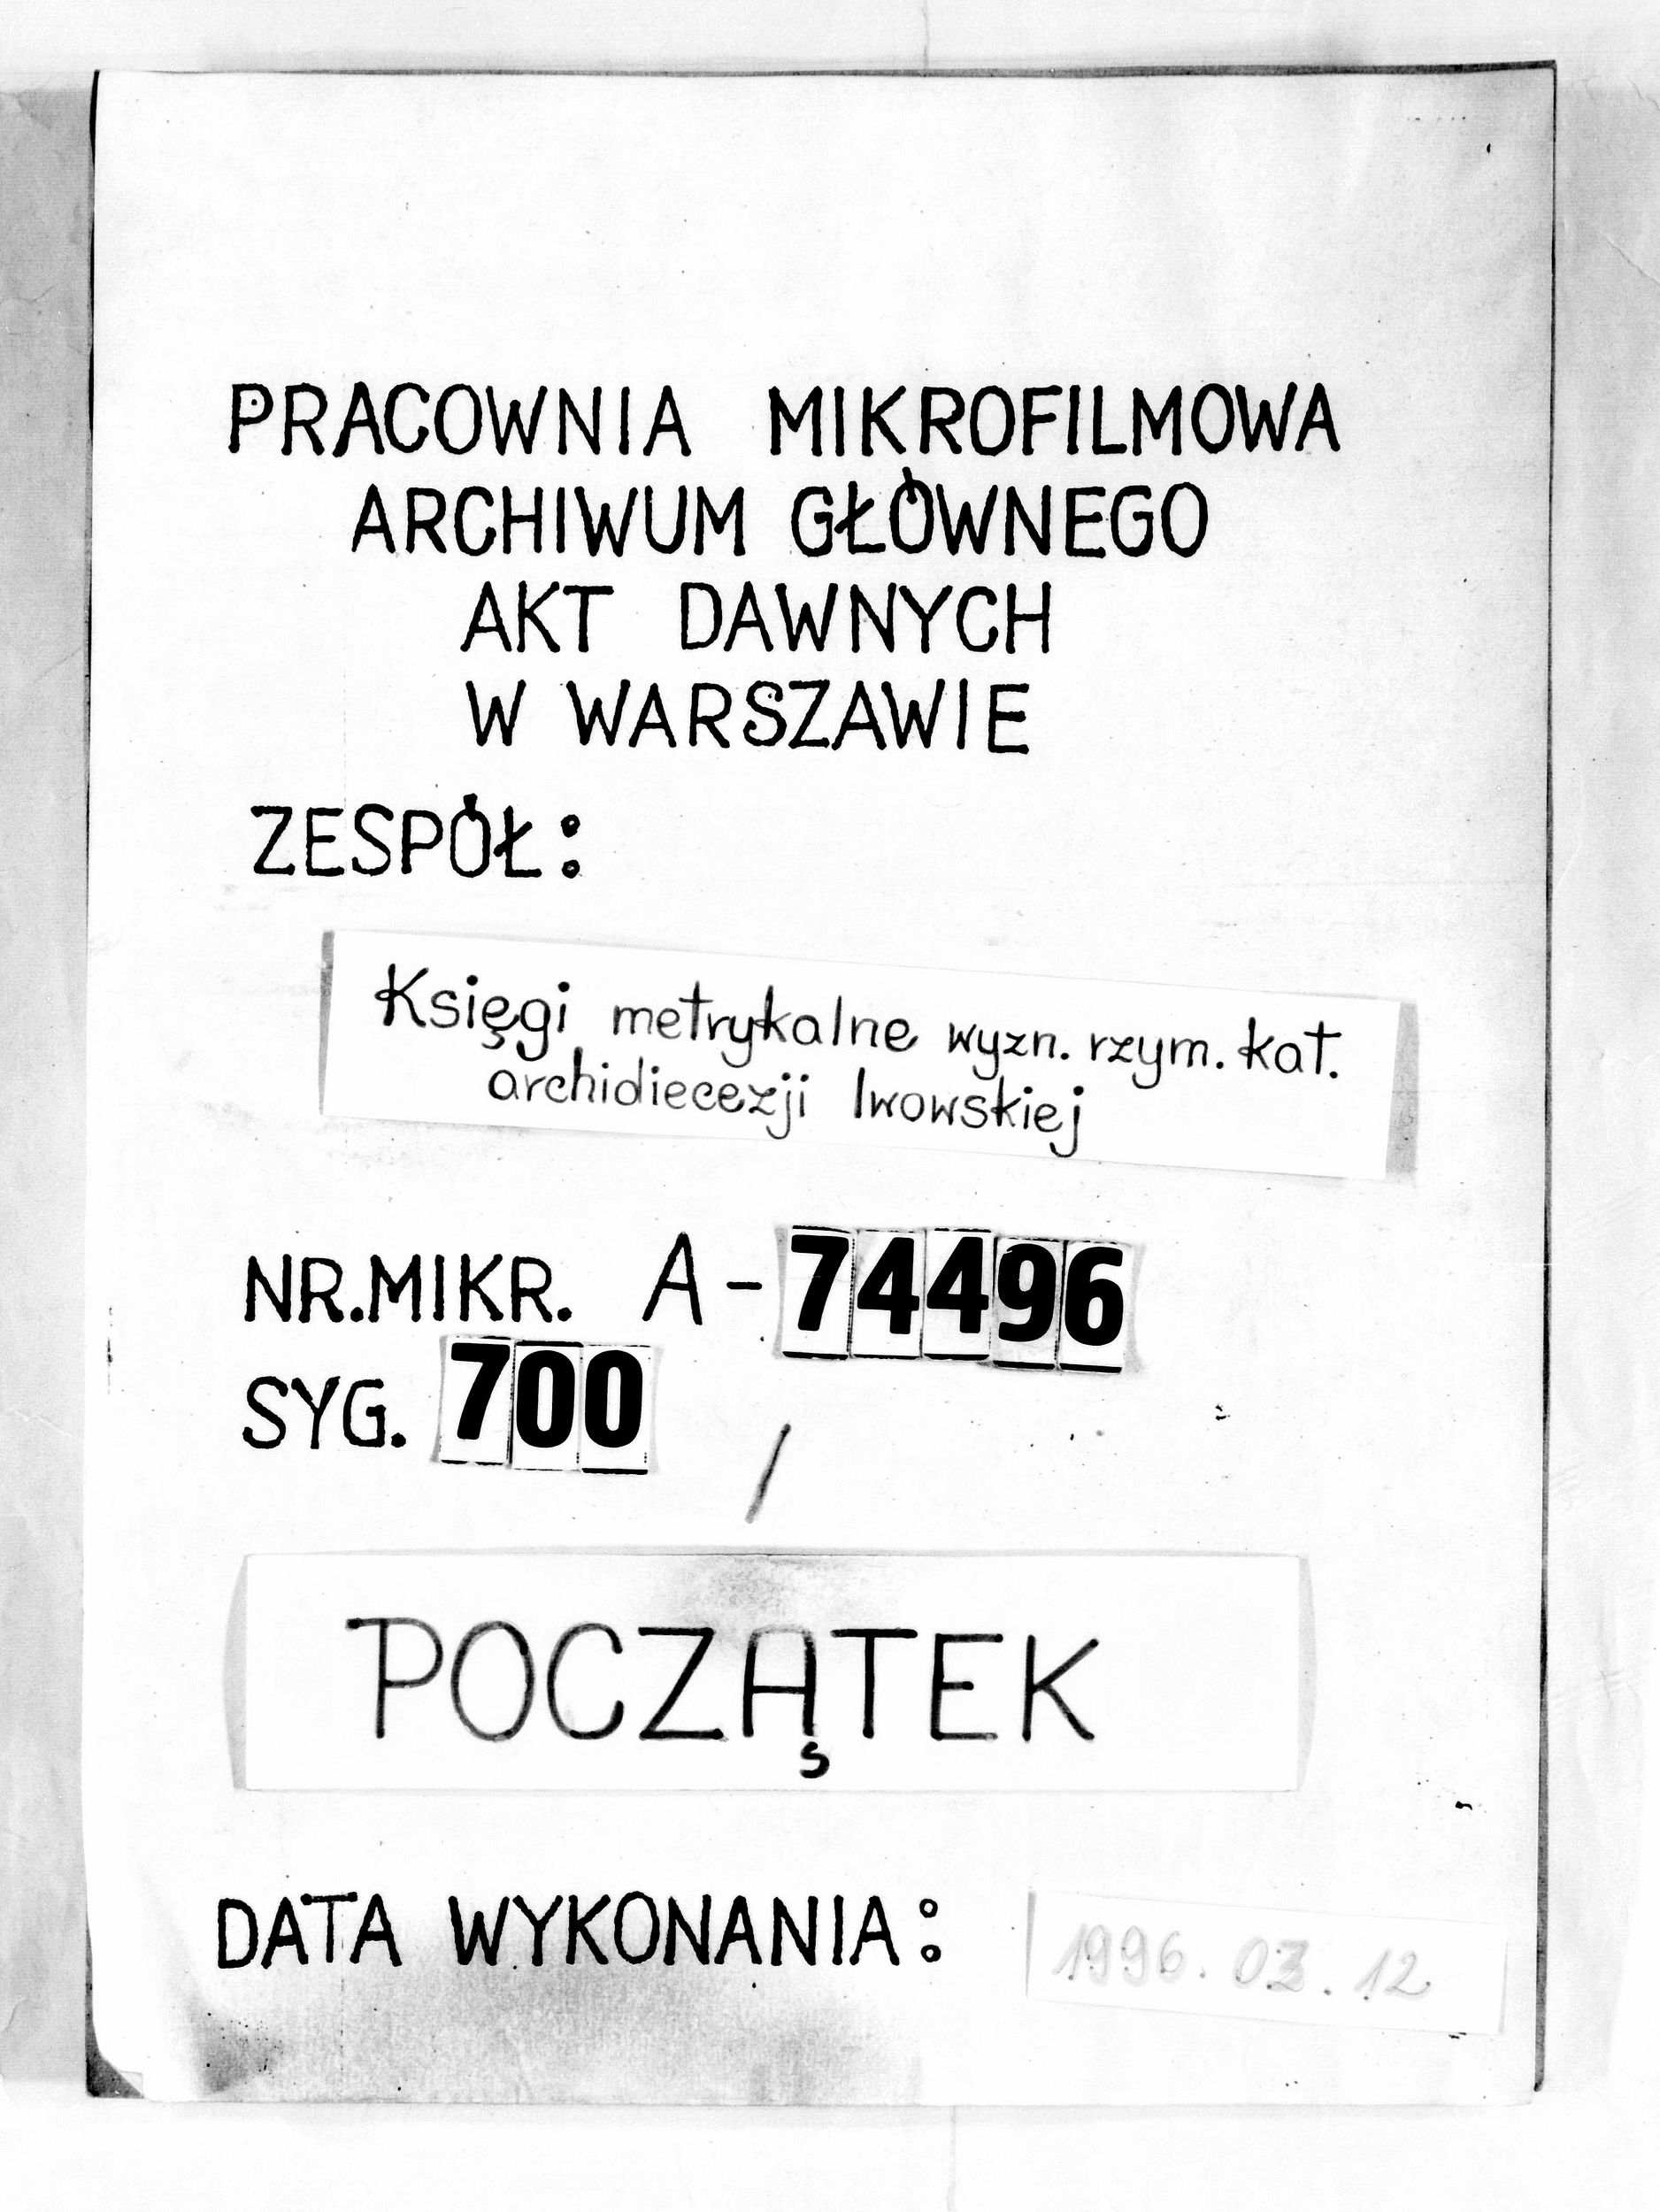 PRACOWNIA MIKROFILMOWA
ARCHIWUM GŁÓWNEGO
AKT DAWNYCH
W WARSZAWIE
ZESPÓŁ:
Księgi metrykalne wyzn. rzym. kat.
archidiecezji lwowskiej
NR.MIKR. A-74496
SYG. 700
/
POCZĄTEK
DATA WYKONANIA: 1996.03.12